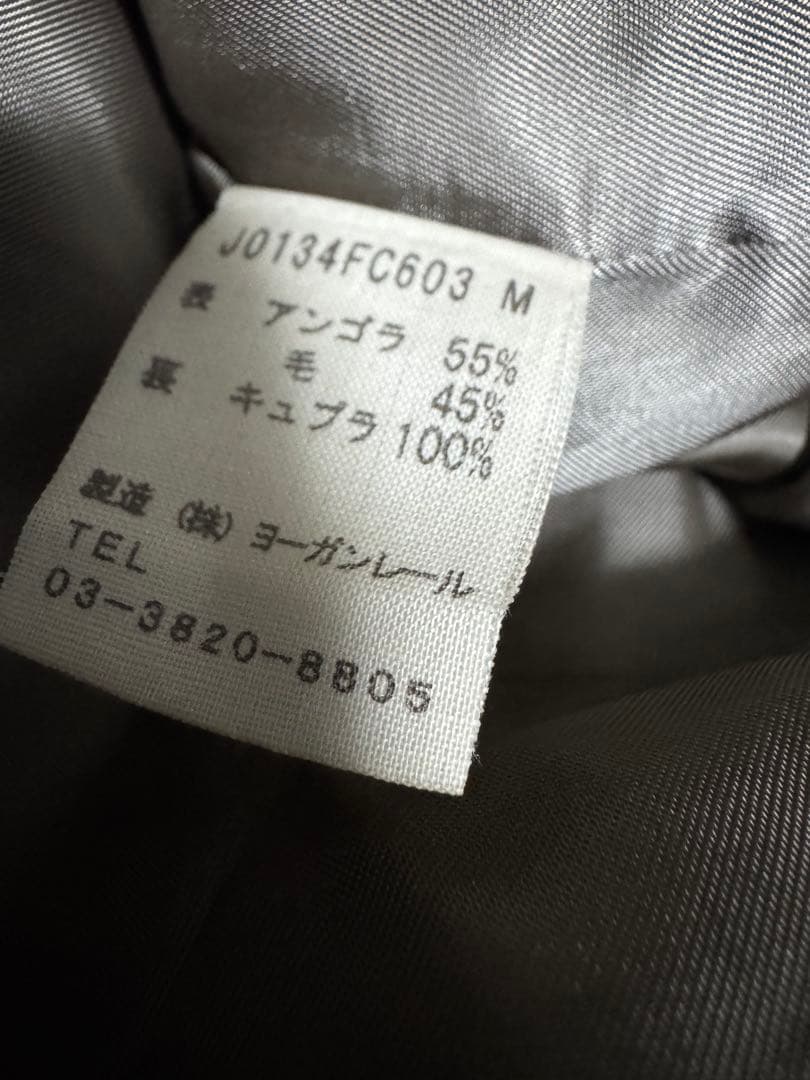 J0134FC603 M
表 アンゴラ 55%
毛 45%
裏 キュプラ 100%
製造 (株) ヨーガンレール
TEL
03-3820-8805